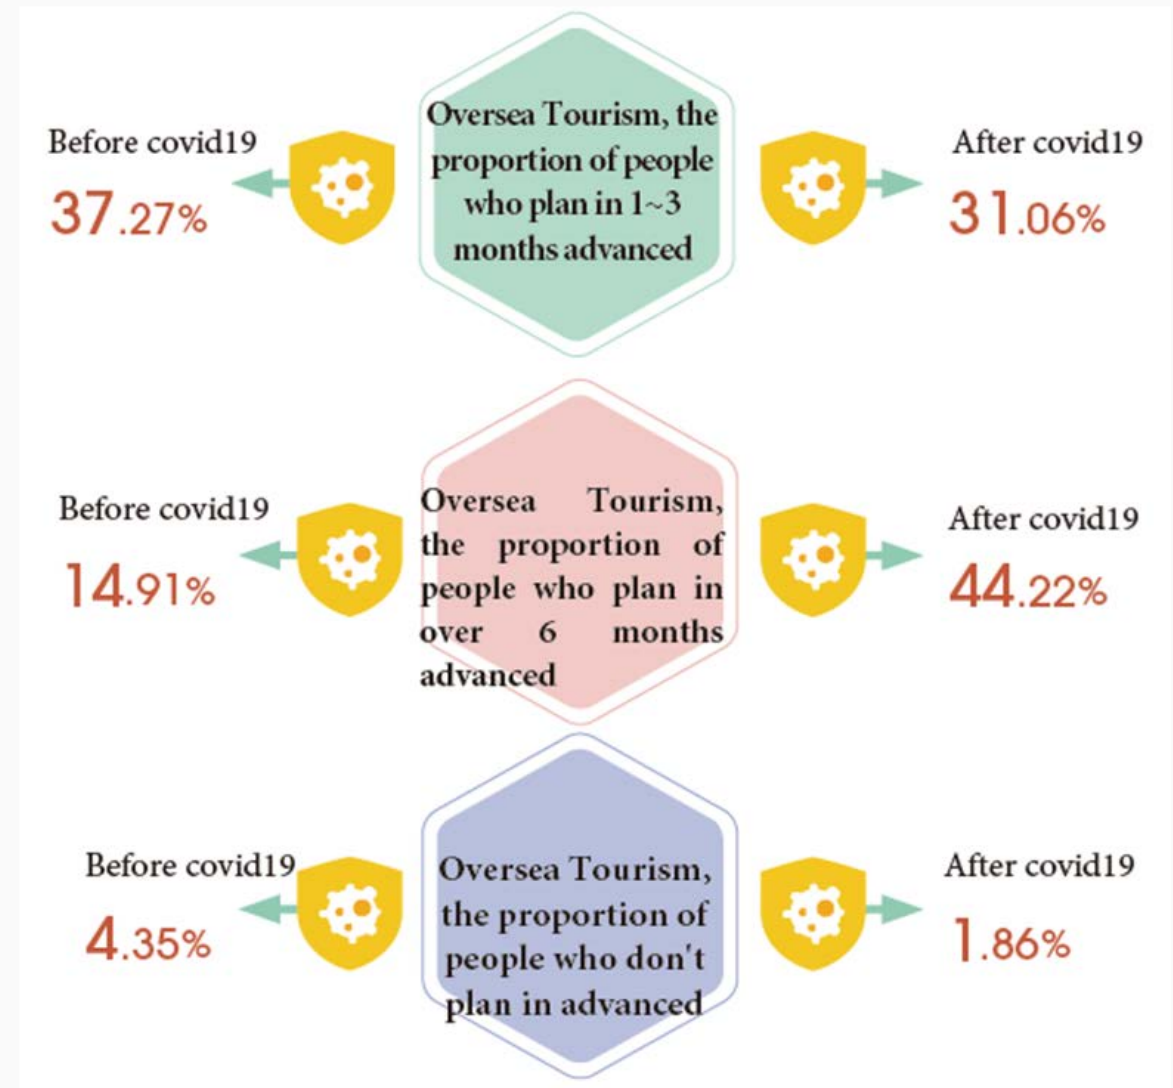 Before covid19
37.27%
Oversea Tourism, the
proportion of people
who plan in 1~3
months advanced
After covid19
31.06%
Before covid19
14.91%
Oversea Tourism,
the proportion of
people who plan in
over 6 months
advanced
After covid19
44.22%
Before covid19
4.35%
Oversea Tourism,
the proportion of
people who don't
plan in advanced
After covid19
1.86%